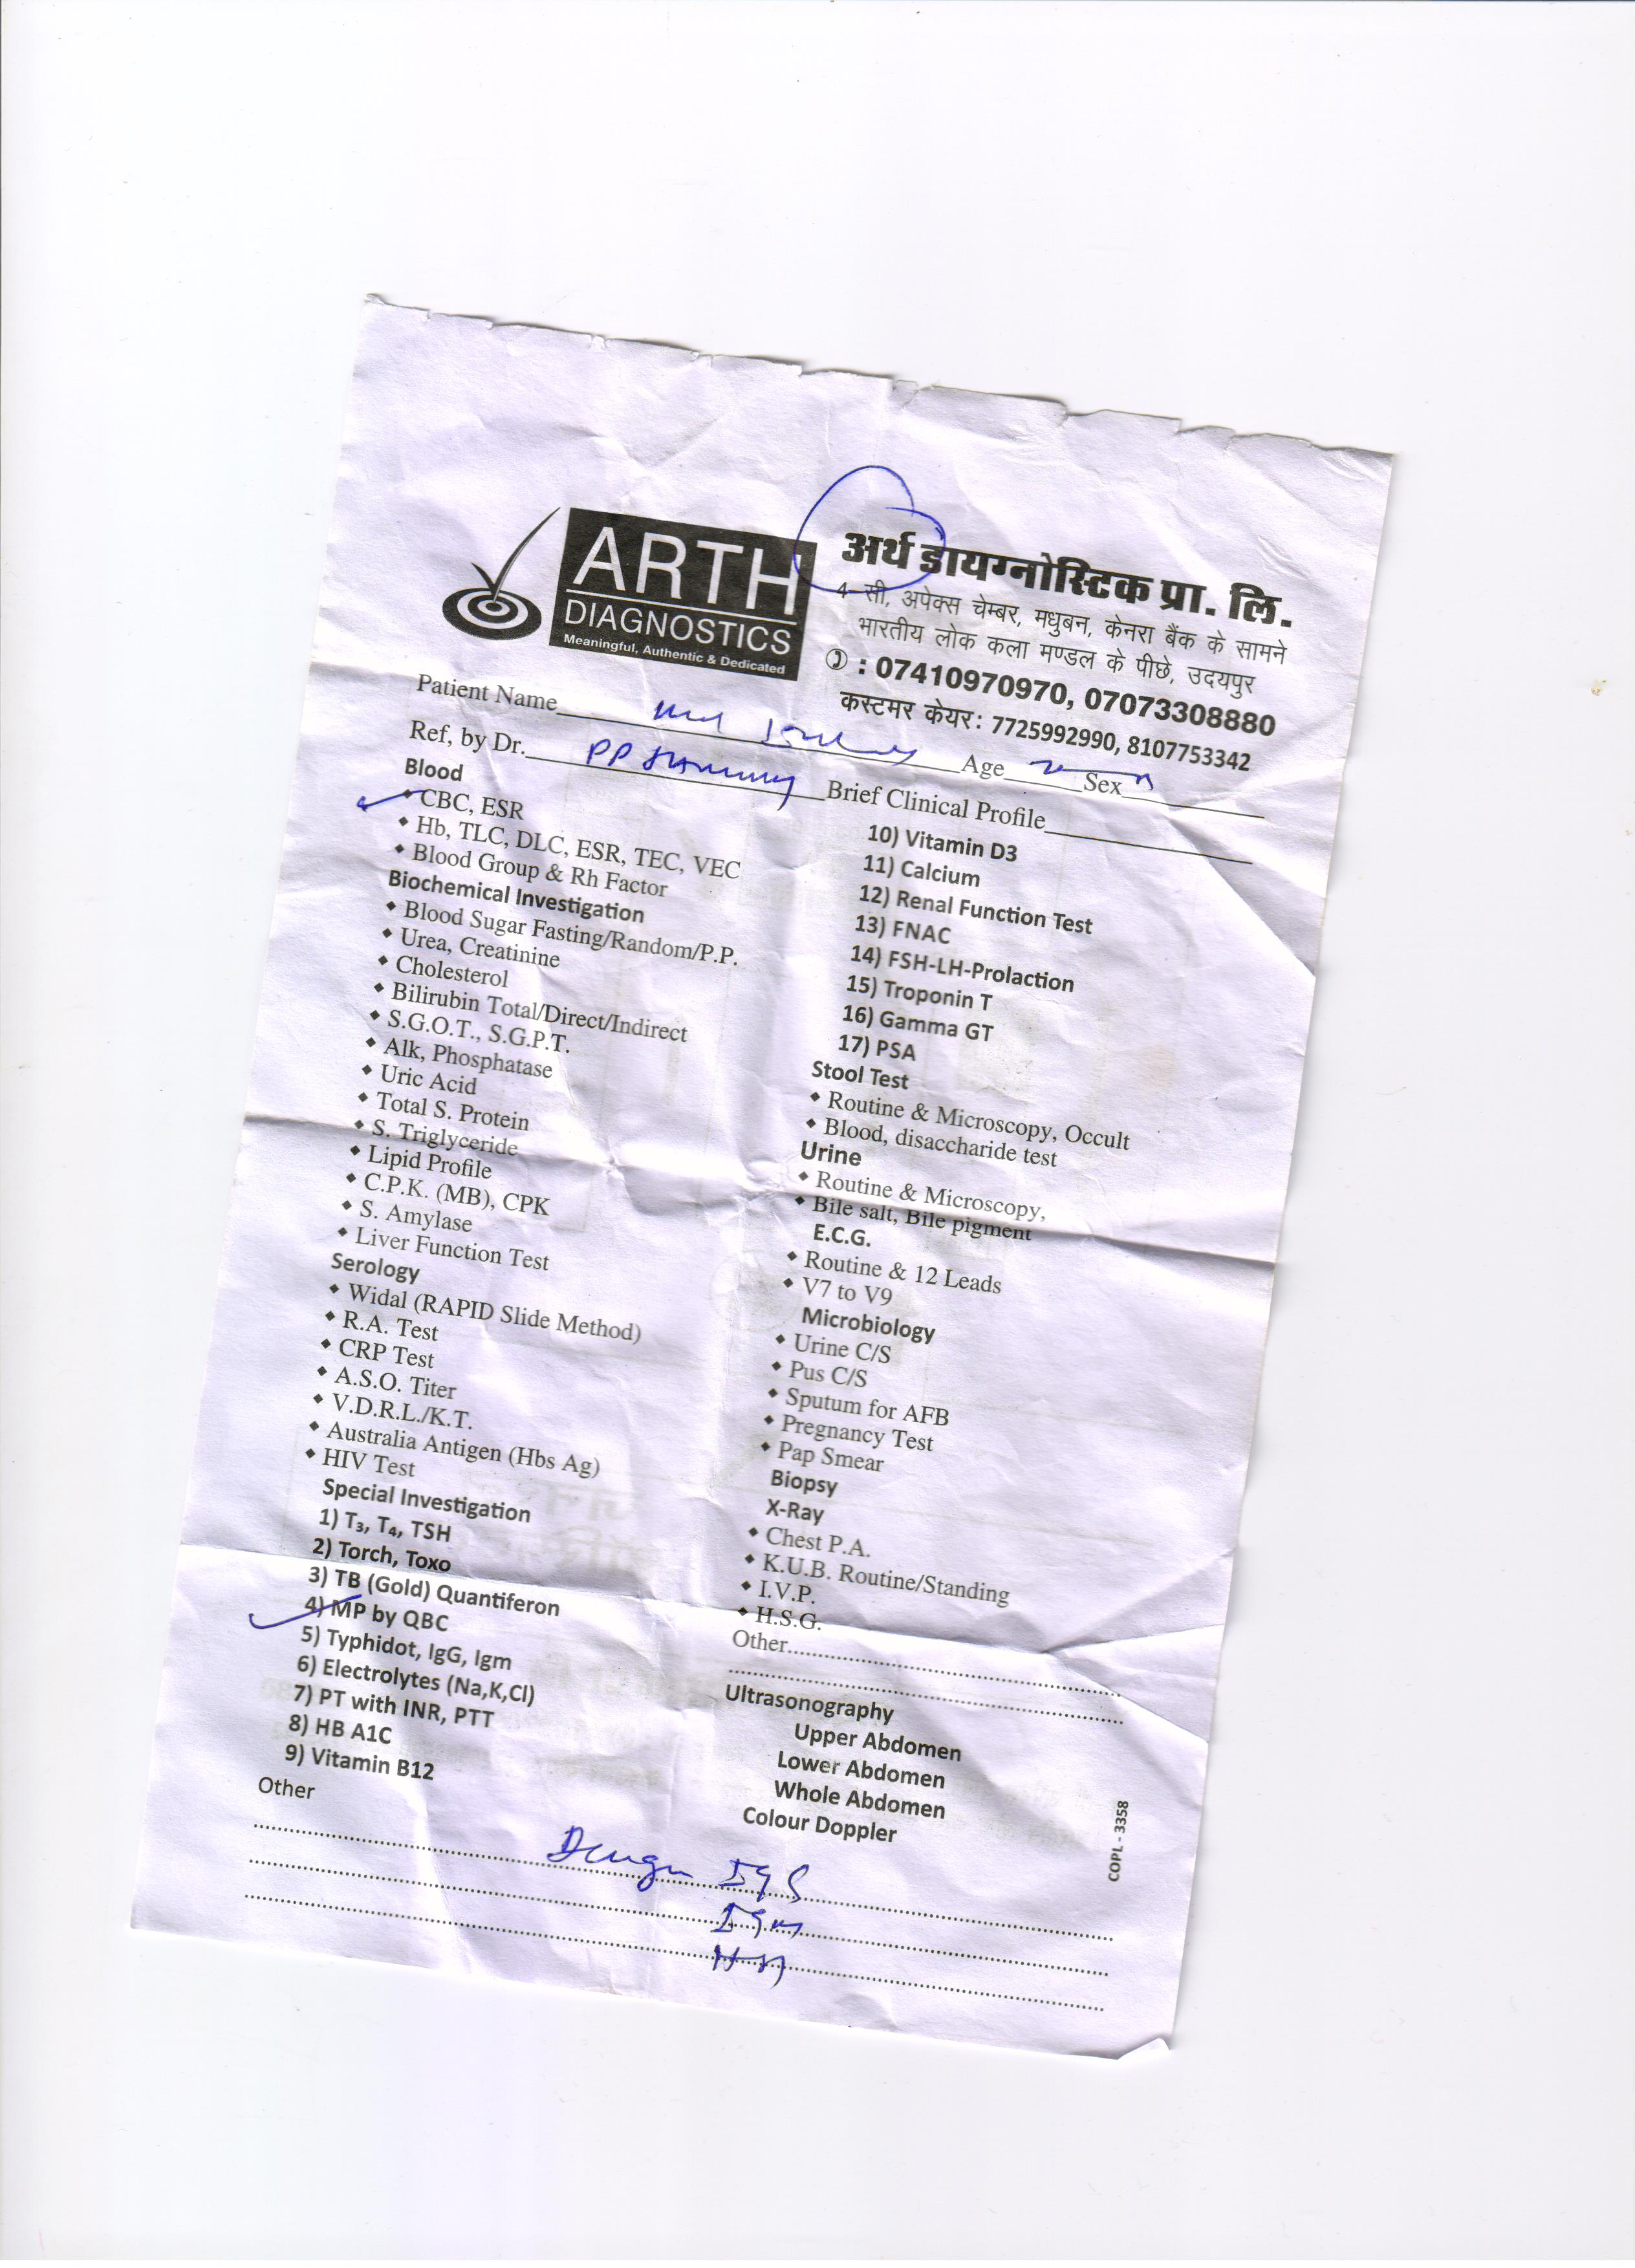 ARTH
DIAGNOSTICS
Meaningful, Authentic & Dedicated
अर्थ डायग्नोस्टिक प्रा. लि.
4-सी, अपेक्स चेम्बर, मधुबन, केनरा बैंक के सामने
भारतीय लोक कला मण्डल के पीछे, उदयपुर
: 07410970970, 07073308880
कस्टमर केयर: 7725992990, 8107753342
Patient Name Age Sex
Ref, by Dr. PP Brief Clinical Profile
Blood
CBC, ESR
Hb, TLC, DLC, ESR, TEC, VEC
Blood Group & Rh Factor
Biochemical Investigation
Blood Sugar Fasting/Random/P.P.
Urea, Creatinine
Cholesterol
Bilirubin Total/Direct/Indirect
S.G.O.T., S.G.P.T.
Alk, Phosphatase
Uric Acid
Total S. Protein
S. Triglyceride
Lipid Profile
C.P.K. (MB), CPK
S. Amylase
Liver Function Test
Serology
Widal (RAPID Slide Method)
R.A. Test
CRP Test
A.S.O. Titer
V.D.R.L./K.T.
Australia Antigen (Hbs Ag)
HIV Test
Special Investigation
1) T₃, T₄, TSH
2) Torch, Toxo
3) TB (Gold) Quantiferon
4) MP by QBC
5) Typhidot, IgG, Igm
6) Electrolytes (Na,K,Cl)
7) PT with INR, PTT
8) HB A1C
9) Vitamin B12
Other
10) Vitamin D3
11) Calcium
12) Renal Function Test
13) FNAC
14) FSH-LH-Prolaction
15) Troponin T
16) Gamma GT
17) PSA
Stool Test
Routine & Microscopy, Occult
Blood, disaccharide test
Urine
Routine & Microscopy,
Bile salt, Bile pigment
E.C.G.
Routine & 12 Leads
V7 to V9
Microbiology
Urine C/S
Pus C/S
Sputum for AFB
Pregnancy Test
Pap Smear
Biopsy
X-Ray
Chest P.A.
K.U.B. Routine/Standing
I.V.P.
H.S.G.
Other
Ultrasonography
Upper Abdomen
Lower Abdomen
Whole Abdomen
Colour Doppler
COPL - 3358
Dengue IgG
Igm